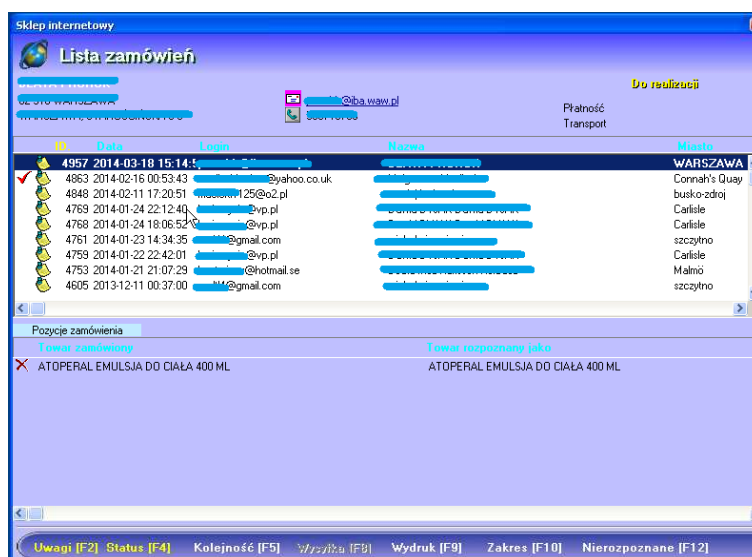 Sklep internetowy
Lista zamówień
Do realizacji
@iba.waw.pl
Płatność
Transport
ID. Data Login Nazwa Miasto
4957 2014-03-18 15:14:5 WARSZAWA
4863 2014-02-16 00:53:43 @yahoo.co.uk Connah's Quay
4848 2014-02-11 17:20:51 125@o2.pl busko-zdroj
4769 2014-01-24 22:12:40 @vp.pl Carlisle
4768 2014-01-24 18:06:52 @vp.pl Carlisle
4761 2014-01-23 14:34:35 @gmail.com szczytno
4759 2014-01-22 22:42:01 @vp.pl Carlisle
4753 2014-01-21 21:07:29 @hotmail.se Malmö
4605 2013-12-11 00:37:00 @gmail.com szczytno
Pozycje zamówienia
Towar zamówiony Towar rozpoznany jako
ATOPERAL EMULSJA DO CIAŁA 400 ML ATOPERAL EMULSJA DO CIAŁA 400 ML
Uwagi [F2] Status [F4] Kolejność [F5] Wysyłka [F8] Wydruk [F9] Zakres [F10] Nierozpoznane [F12]